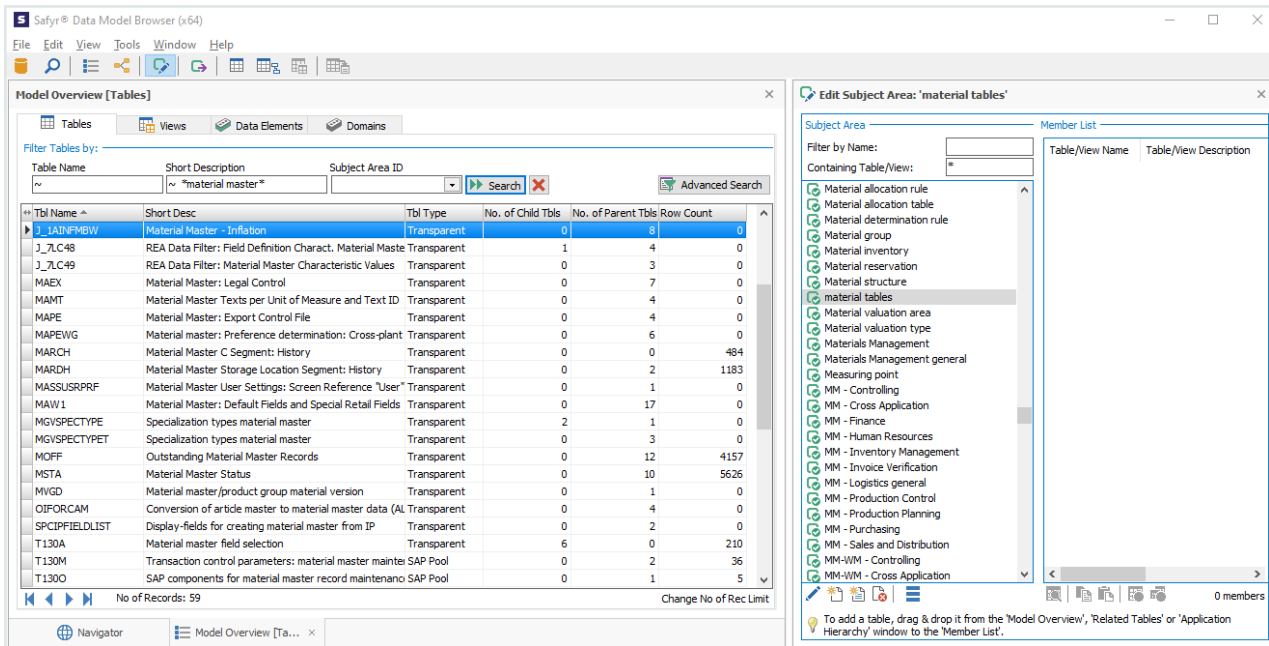 S Safyr® Data Model Browser (x64)
File Edit View Tools Window Help
Model Overview [Tables]
Tables Views Data Elements Domains
Filter Tables by:
Table Name Short Description Subject Area ID
~ ~ *material master* Search Advanced Search
Tbl Name Short Desc Tbl Type No. of Child Tbls No. of Parent Tbls Row Count
J_1AINFMBW Material Master - Inflation Transparent 0 8 0
J_7LC48 REA Data Filter: Field Definition Charact. Material Maste Transparent 1 4 0
J_7LC49 REA Data Filter: Material Master Characteristic Values Transparent 0 3 0
MAEX Material Master: Legal Control Transparent 0 7 0
MAMT Material Master Texts per Unit of Measure and Text ID Transparent 0 4 0
MAPE Material Master: Export Control File Transparent 0 4 0
MAPEWG Material master: Preference determination: Cross-plant Transparent 0 6 0
MARCH Material Master C Segment: History Transparent 0 0 484
MARDH Material Master Storage Location Segment: History Transparent 0 2 1183
MASSUSRPRF Material Master User Settings: Screen Reference "User" Transparent 0 1 0
MAW1 Material Master: Default Fields and Special Retail Fields Transparent 0 17 0
MGVSPECTYPE Specialization types material master Transparent 2 1 0
MGVSPECTYPET Specialization types material master Transparent 0 3 0
MOFF Outstanding Material Master Records Transparent 0 12 4157
MSTA Material Master Status Transparent 0 10 5626
MVGD Material master/product group material version Transparent 0 1 0
OIFORCAM Conversion of article master to material master data (AL Transparent 0 4 0
SPCIPFIELDLIST Display-fields for creating material master from IP Transparent 0 2 0
T130A Material master field selection Transparent 6 0 210
T130M Transaction control parameters: material master mainte SAP Pool 0 2 36
T130O SAP components for material master record maintenanc SAP Pool 0 1 5
No of Records: 59 Change No of Rec Limit
Navigator Model Overview [Ta... ×
Edit Subject Area: 'material tables'
Subject Area
Filter by Name:
Containing Table/View: *
Material allocation rule
Material allocation table
Material determination rule
Material group
Material inventory
Material reservation
Material structure
material tables
Material valuation area
Material valuation type
Materials Management
Materials Management general
Measuring point
MM - Controlling
MM - Cross Application
MM - Finance
MM - Human Resources
MM - Inventory Management
MM - Invoice Verification
MM - Logistics general
MM - Production Control
MM - Production Planning
MM - Purchasing
MM - Sales and Distribution
MM-WM - Controlling
MM-WM - Cross Application
Member List
Table/View Name Table/View Description
0 members
To add a table, drag & drop it from the 'Model Overview', 'Related Tables' or 'Application
Hierarchy' window to the 'Member List'.